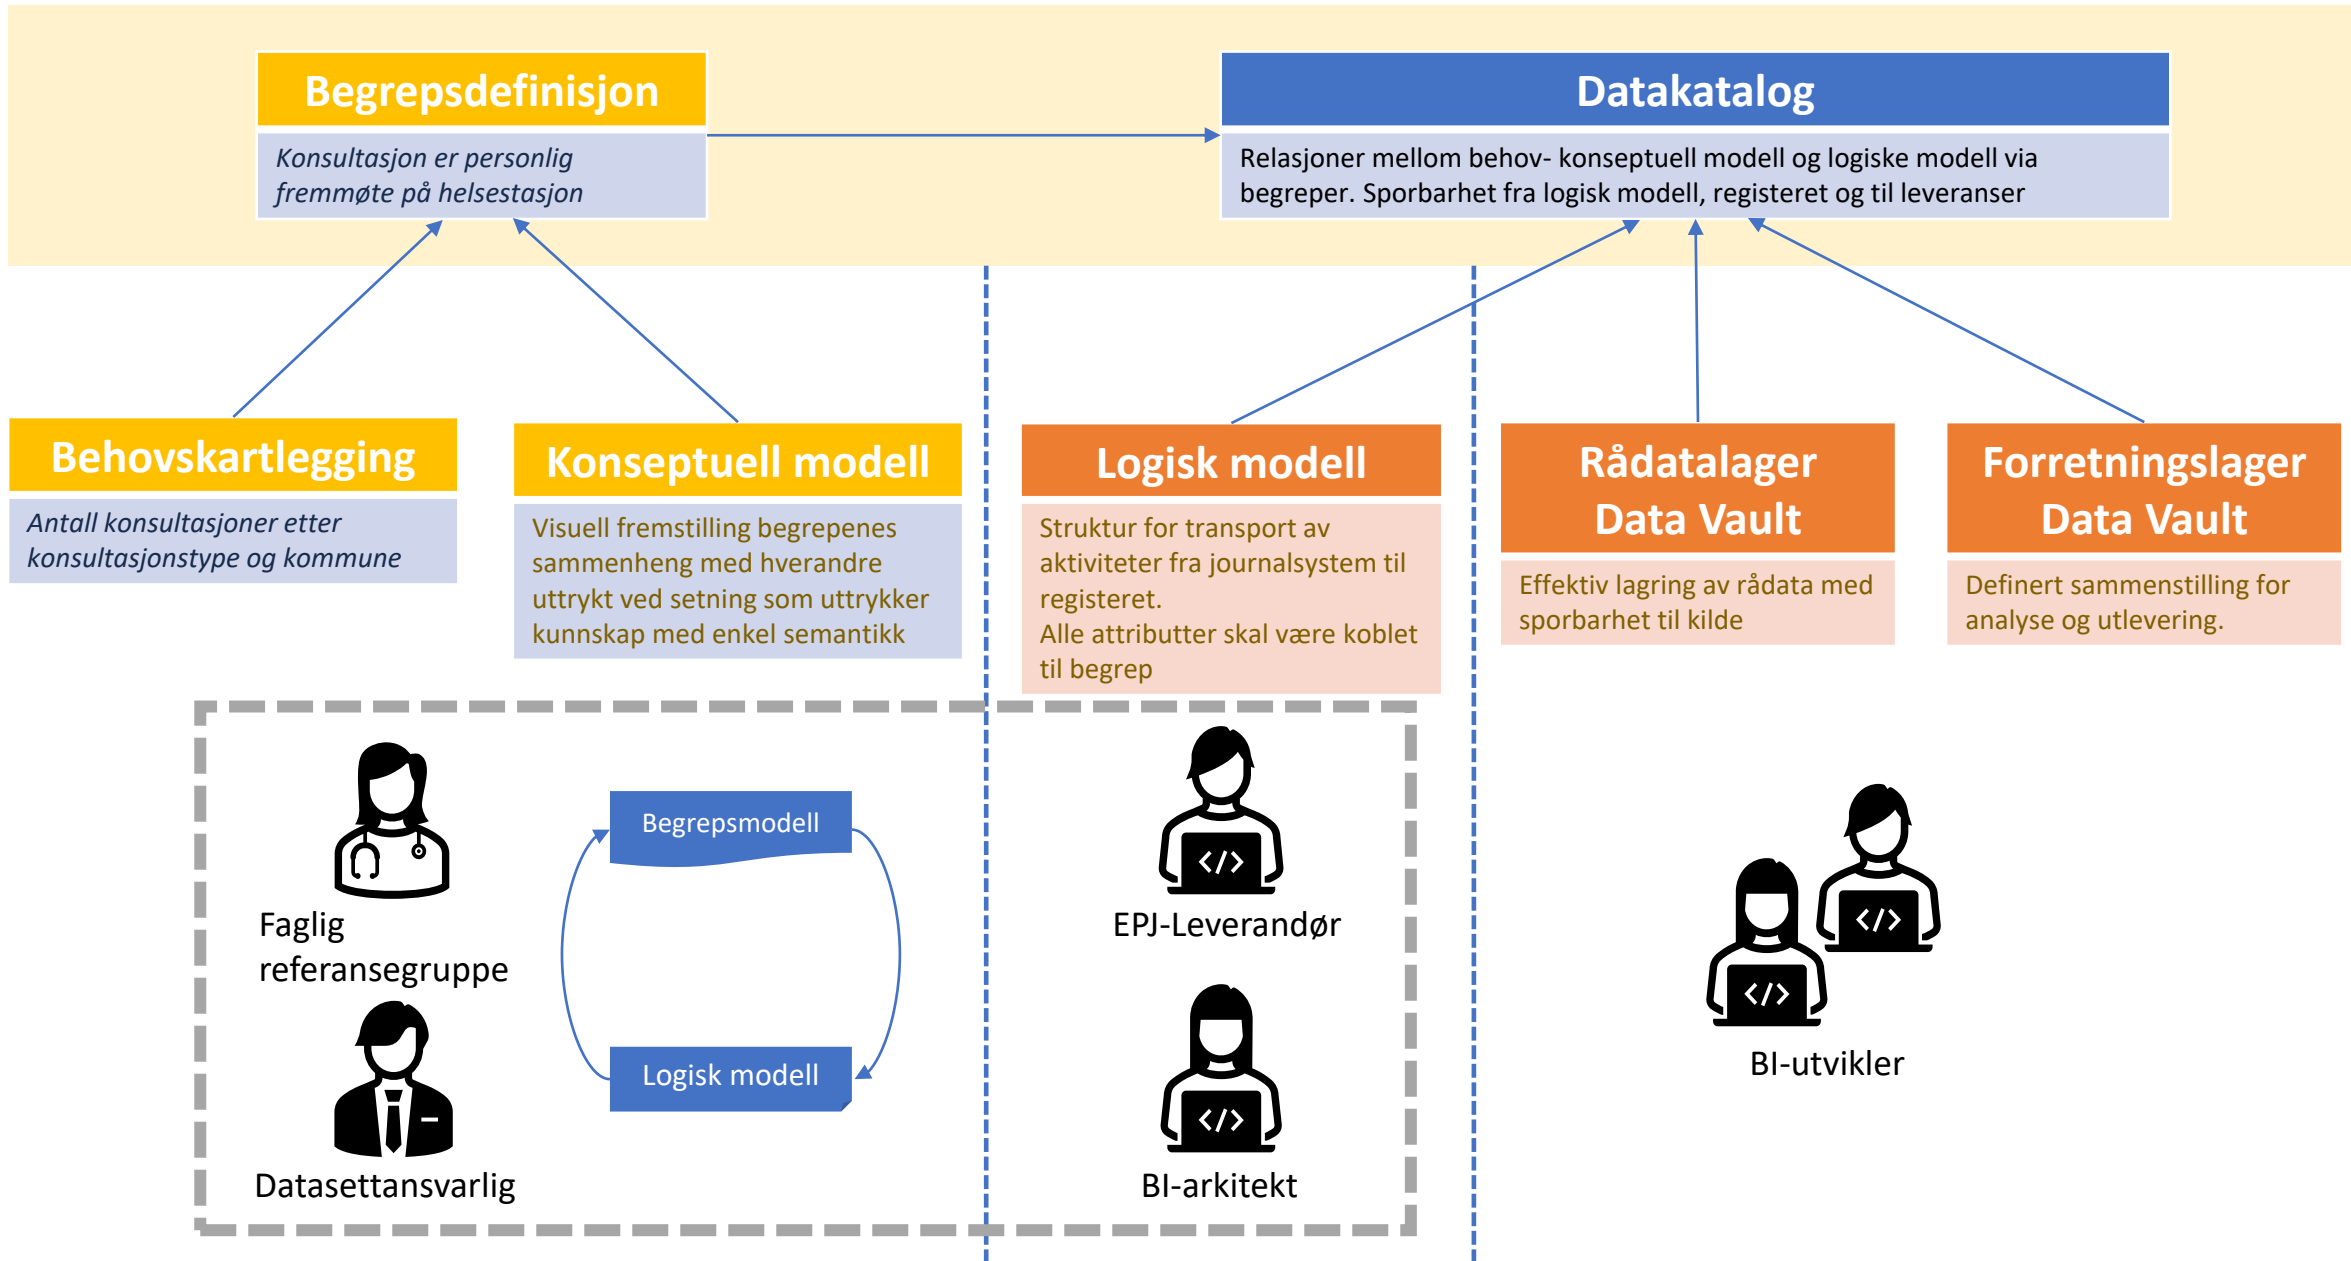 Begrepsdefinisjon
Konsultasjon er personlig
fremmøte på helsestasjon
Datakatalog
Relasjoner mellom behov- konseptuell modell og logiske modell via
begreper. Sporbarhet fra logisk modell, registeret og til leveranser
Behovskartlegging
Antall konsultasjoner etter
konsultasjonstype og kommune
Konseptuell modell
Visuell fremstilling begrepenes
sammenheng med hverandre
uttrykt ved setning som uttrykker
kunnskap med enkel semantikk
Logisk modell
Struktur for transport av
aktiviteter fra journalsystem til
registeret.
Alle attributter skal være koblet
til begrep
Rådatalager
Data Vault
Effektiv lagring av rådata med
sporbarhet til kilde
Forretningslager
Data Vault
Definert sammenstilling for
analyse og utlevering.
Faglig
referansegruppe
Datasettansvarlig
Begrepsmodell
Logisk modell
</>
EPJ-Leverandør
</>
BI-arkitekt
</>
</>
BI-utvikler